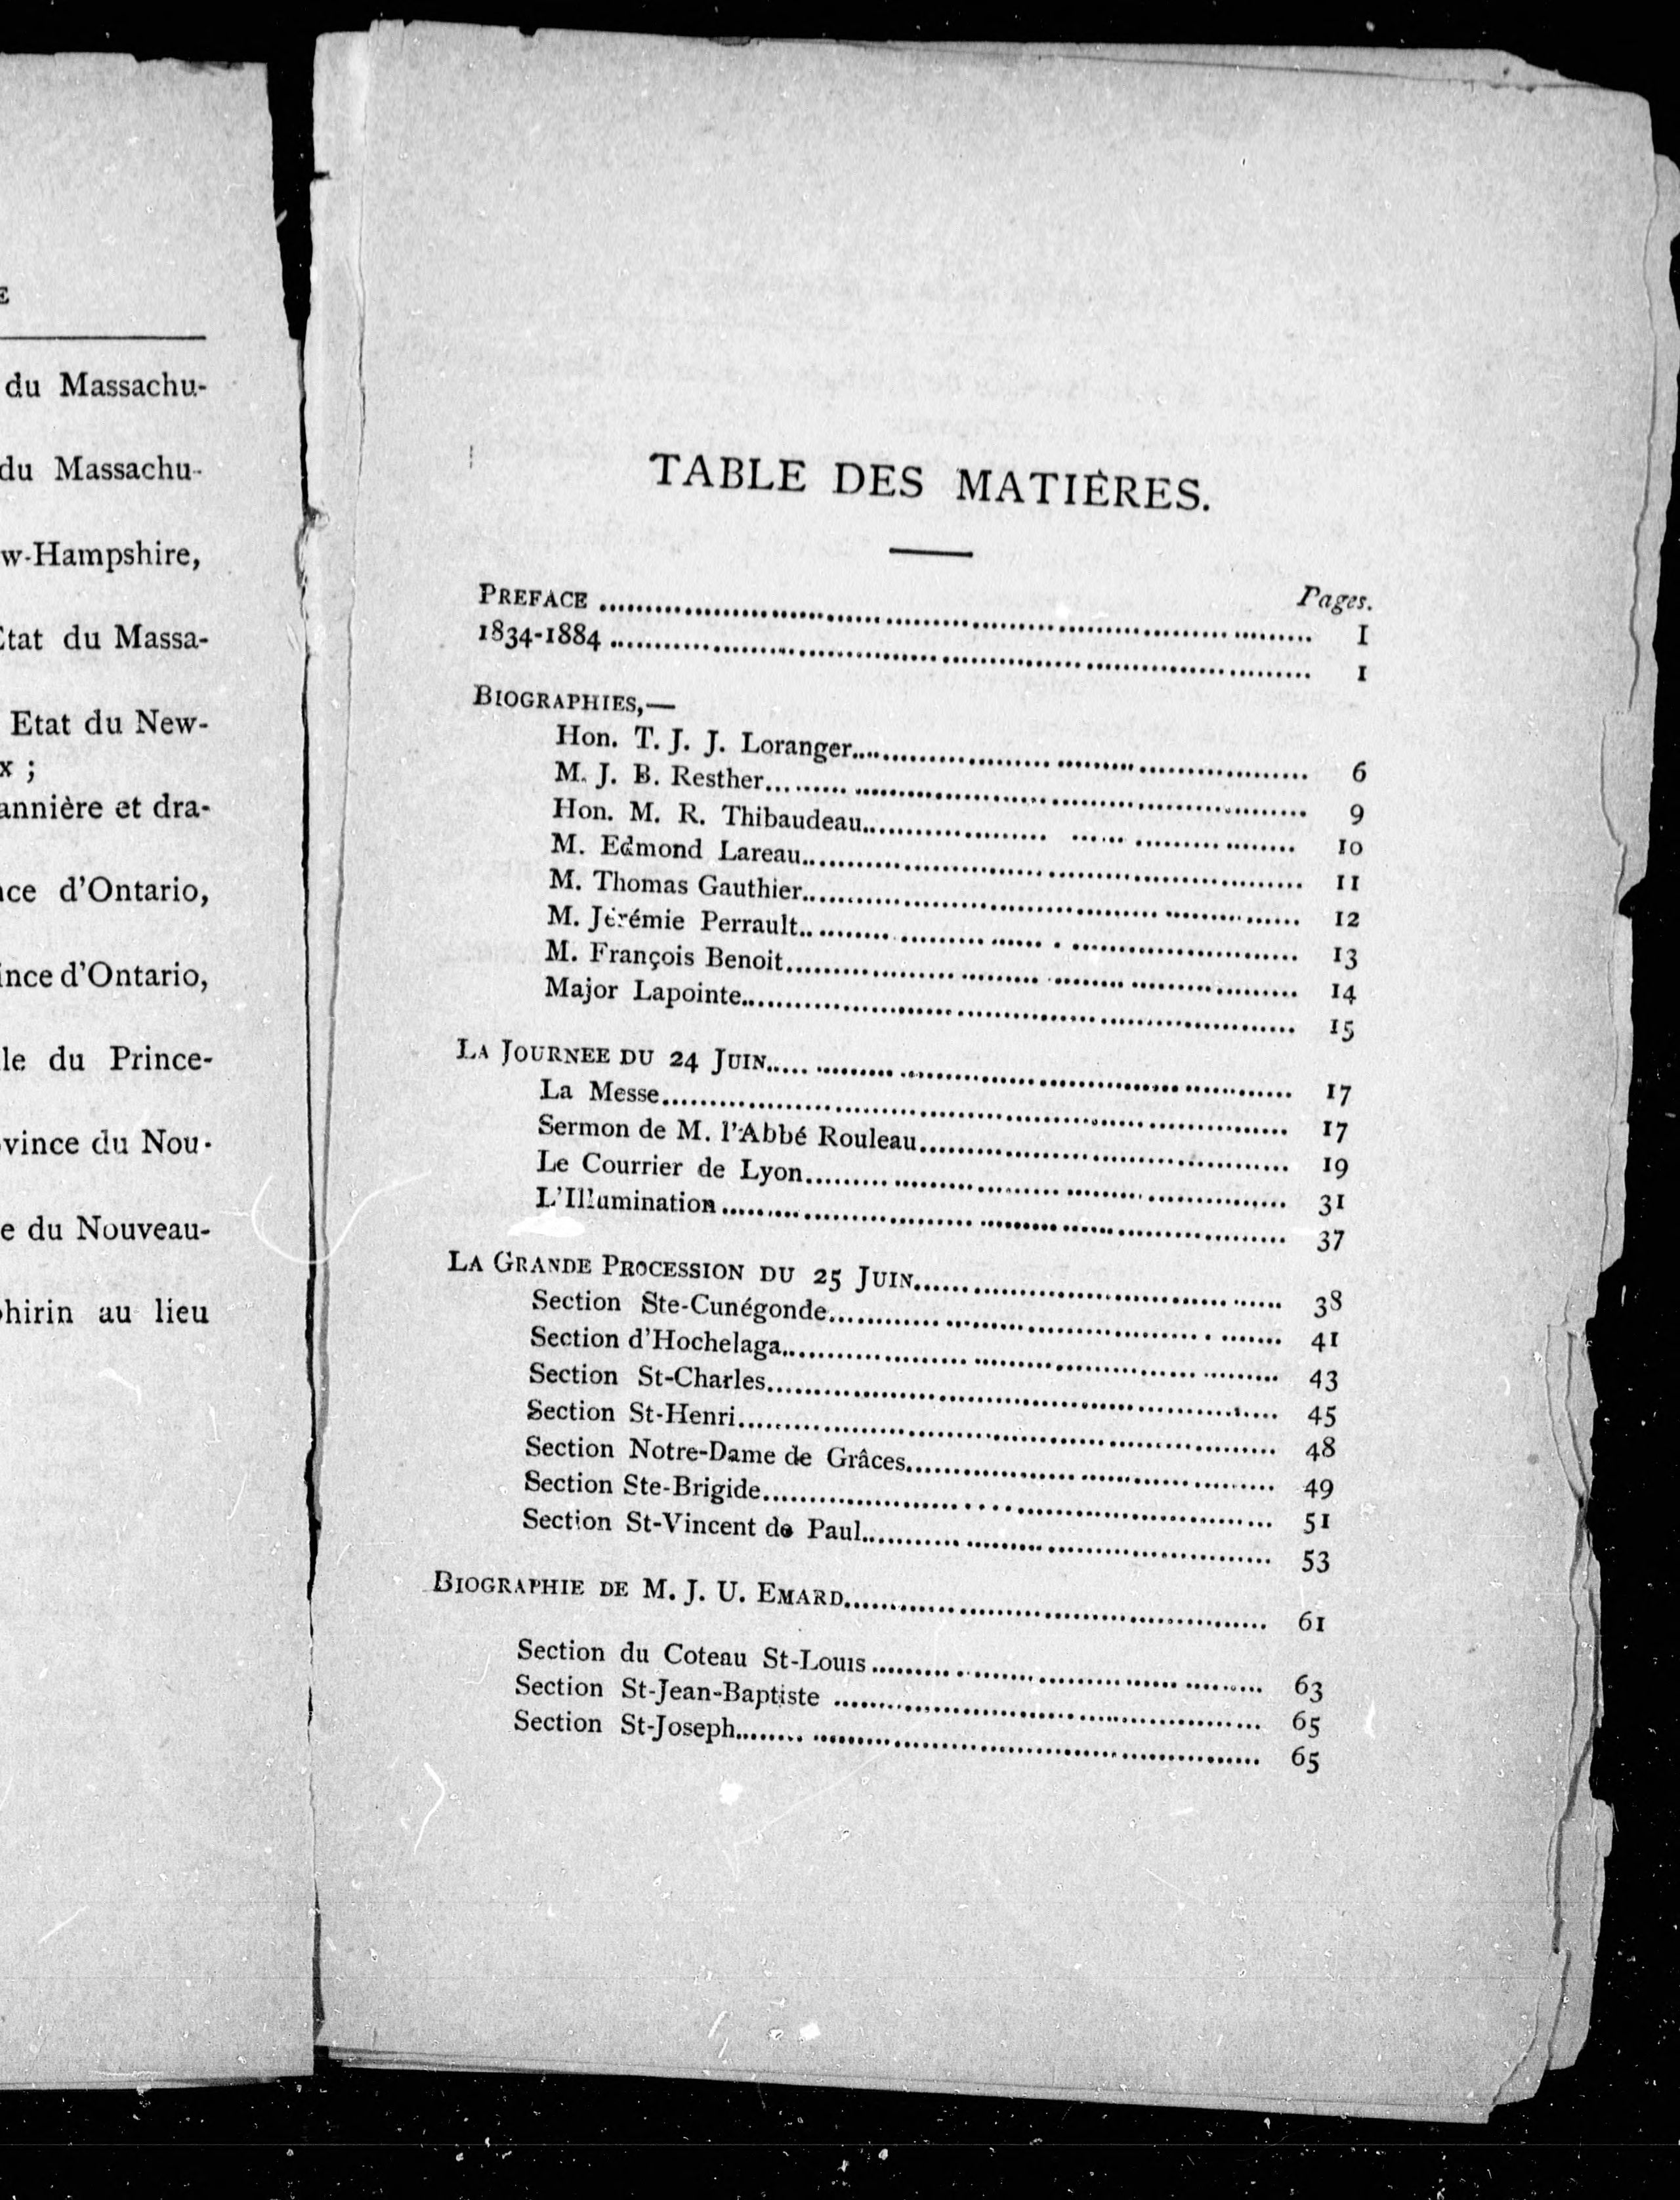 E
du Massachu-
du Massachu-
w-Hampshire,
Etat du Massa-
Etat du New-
x ;
annière et dra-
nce d'Ontario,
ince d'Ontario,
le du Prince-
vince du Nou-
e du Nouveau-
phirin au lieu
TABLE DES MATIÈRES.
Pages.
PREFACE ........ I
1834-1884 ........ 1
BIOGRAPHIES,—
Hon. T. J. J. Loranger........ 6
M. J. B. Resther........ 9
Hon. M. R. Thibaudeau........ 10
M. Edmond Lareau........ 11
M. Thomas Gauthier........ 12
M. Jérémie Perrault........ 13
M. François Benoit........ 14
Major Lapointe........ 15
LA JOURNEE DU 24 JUIN........ 17
La Messe........ 17
Sermon de M. l'Abbé Rouleau........ 19
Le Courrier de Lyon........ 31
L'Illumination ........ 37
LA GRANDE PROCESSION DU 25 JUIN........ 38
Section Ste-Cunégonde........ 41
Section d'Hochelaga........ 43
Section St-Charles........ 45
Section St-Henri........ 48
Section Notre-Dame de Grâces........ 49
Section Ste-Brigide........ 51
Section St-Vincent de Paul........ 53
BIOGRAPHIE DE M. J. U. EMARD........ 61
Section du Coteau St-Louis ........ 63
Section St-Jean-Baptiste ........ 65
Section St-Joseph........ 65